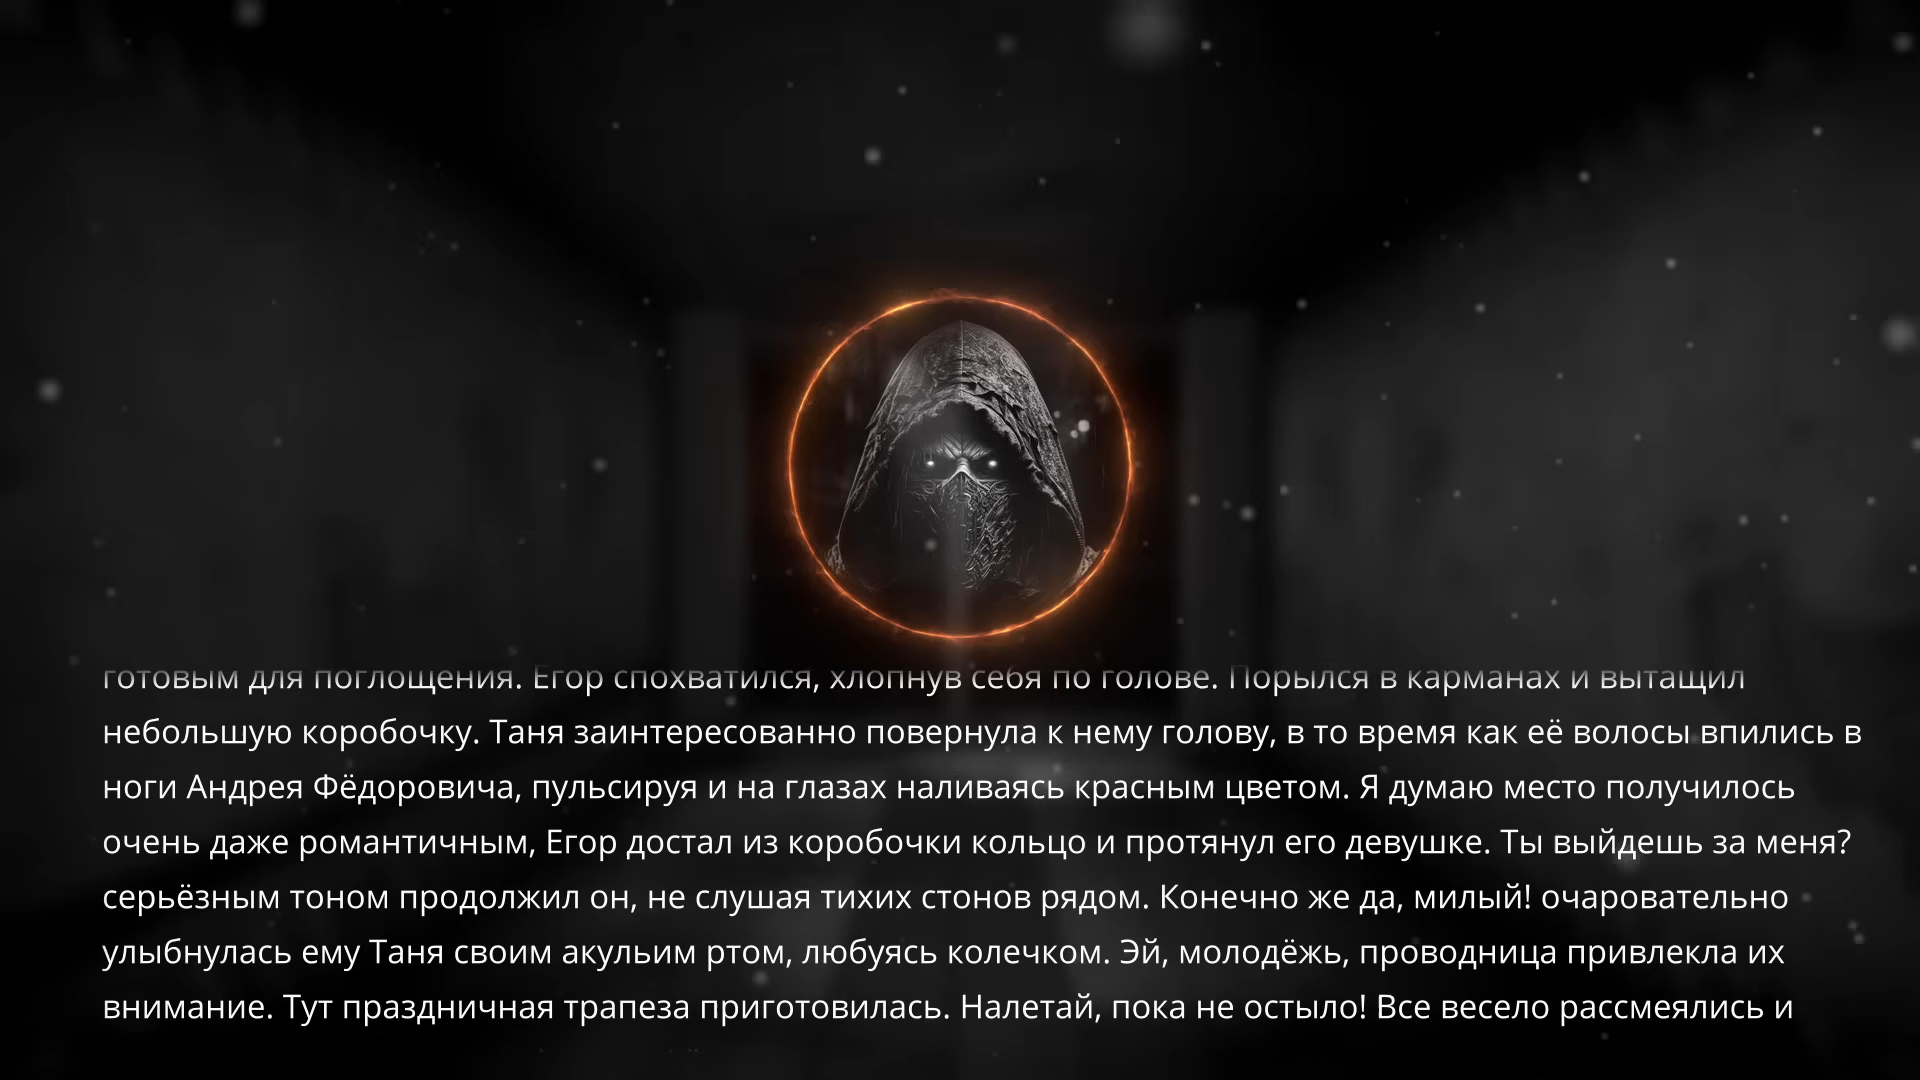 готовым для поглощения. Егор спохватился, хлопнув себя по голове. Порылся в карманах и вытащил
небольшую коробочку. Таня заинтересованно повернула к нему голову, в то время как её волосы впились в
ноги Андрея Фёдоровича, пульсируя и на глазах наливаясь красным цветом. Я думаю место получилось
очень даже романтичным, Егор достал из коробочки кольцо и протянул его девушке. Ты выйдешь за меня?
серьёзным тоном продолжил он, не слушая тихих стонов рядом. Конечно же да, милый! очаровательно
улыбнулась ему Таня своим акульим ртом, любуясь колечком. Эй, молодёжь, проводница привлекла их
внимание. Тут праздничная трапеза приготовилась. Налетай, пока не остыло! Все весело рассмеялись и